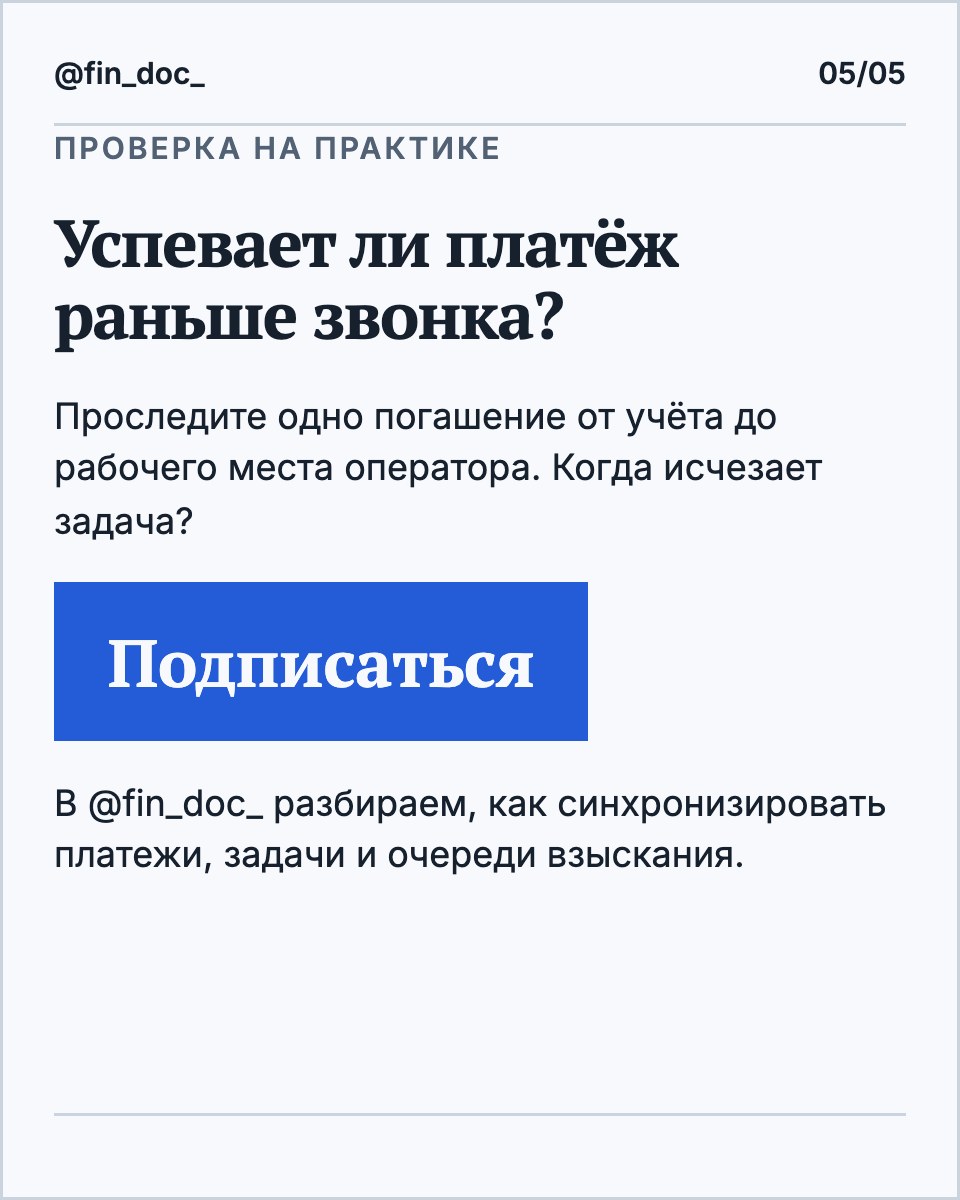 @fin_doc_
05/05
ПРОВЕРКА НА ПРАКТИКЕ
Успевает ли платёж
раньше звонка?
Проследите одно погашение от учёта до
рабочего места оператора. Когда исчезает
задача?
Подписаться
В @fin_doc_ разбираем, как синхронизировать
платежи, задачи и очереди взыскания.